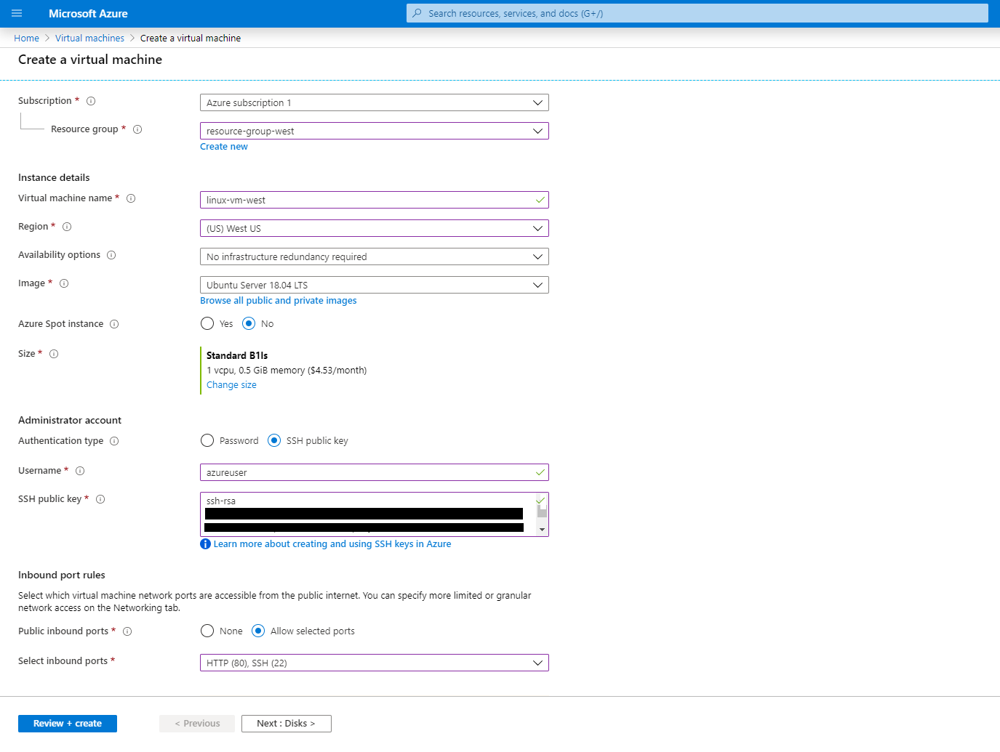 Microsoft Azure
Search resources, services, and docs (G+/)
Home > Virtual machines > Create a virtual machine
Create a virtual machine
Subscription *
Azure subscription 1
Resource group *
resource-group-west
Create new
Instance details
Virtual machine name *
linux-vm-west
Region *
(US) West US
Availability options
No infrastructure redundancy required
Image *
Ubuntu Server 18.04 LTS
Browse all public and private images
Azure Spot instance
Yes No
Size *
Standard B1ls
1 vcpu, 0.5 GiB memory ($4.53/month)
Change size
Administrator account
Authentication type
Password SSH public key
Username *
azureuser
SSH public key *
ssh-rsa
Learn more about creating and using SSH keys in Azure
Inbound port rules
Select which virtual machine network ports are accessible from the public internet. You can specify more limited or granular
network access on the Networking tab.
Public inbound ports *
None Allow selected ports
Select inbound ports *
HTTP (80), SSH (22)
Review + create
< Previous
Next : Disks >